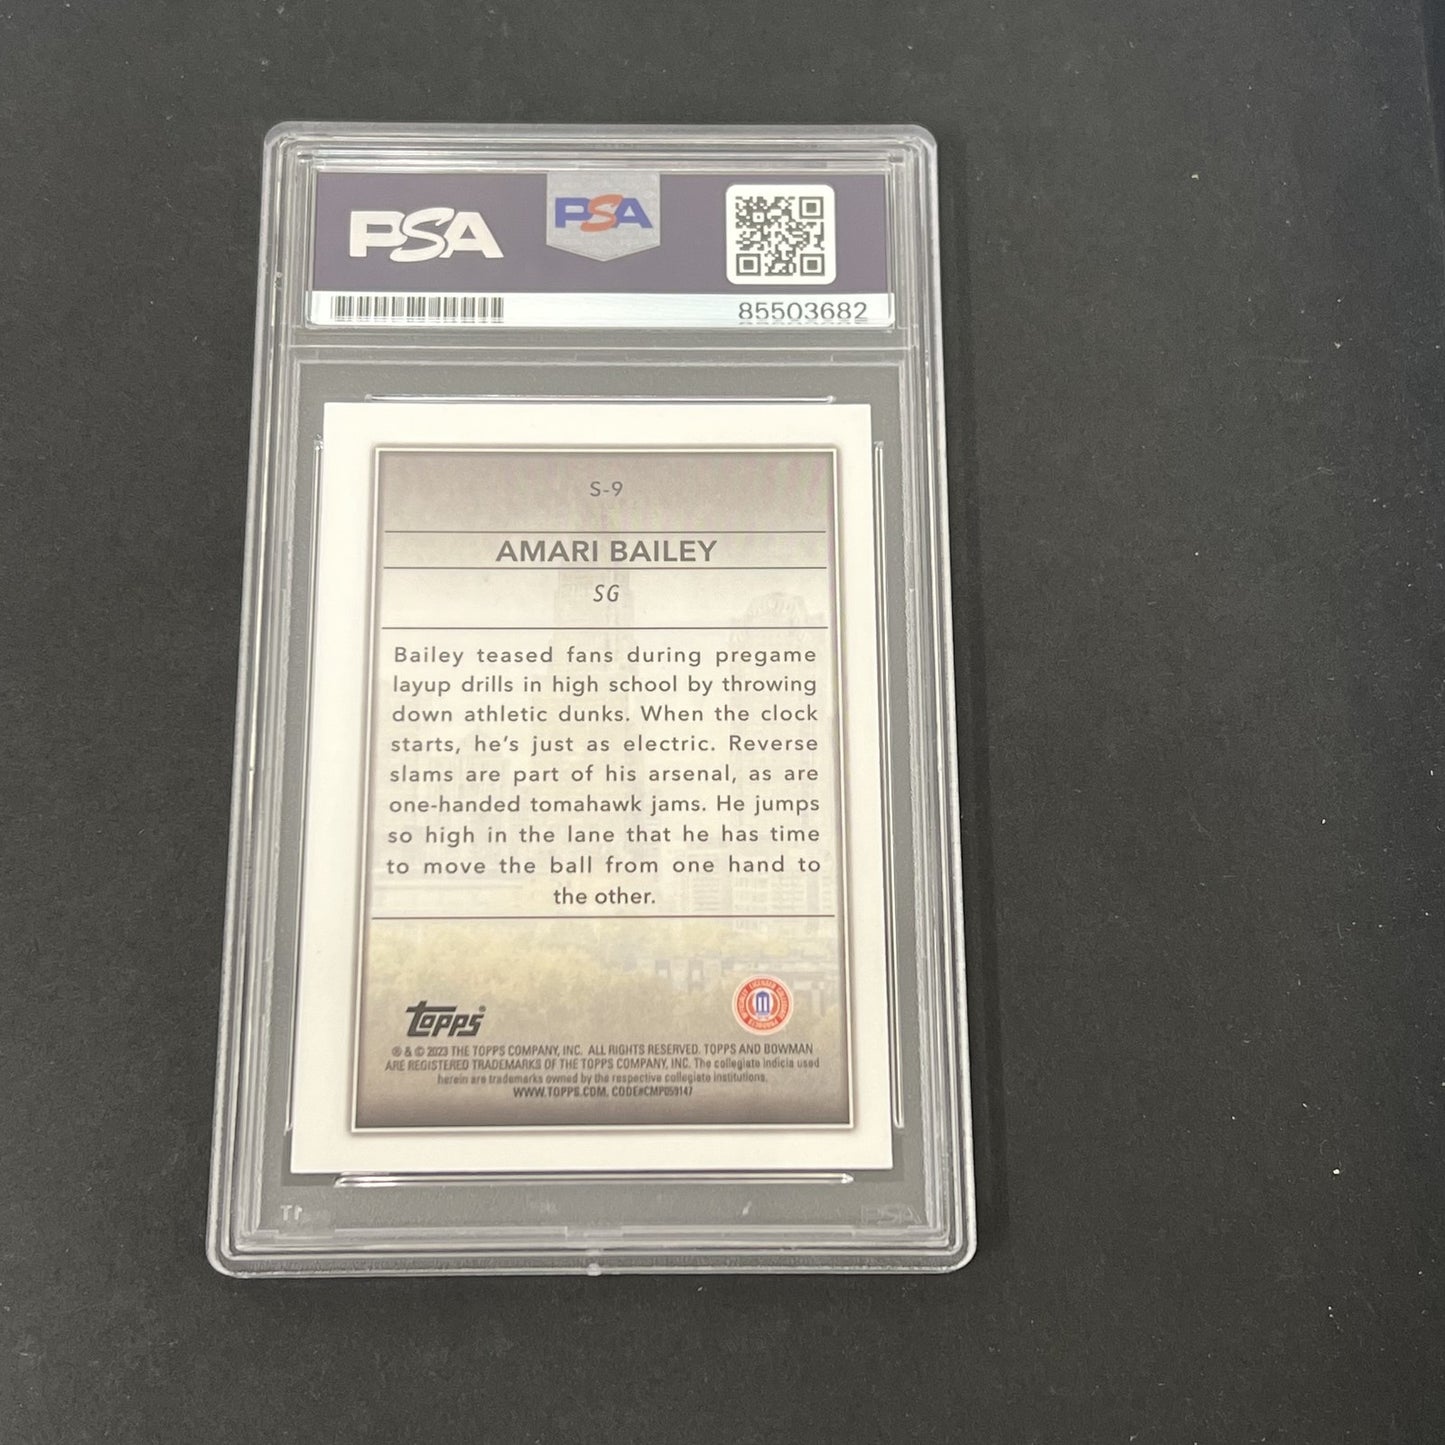 PSA
PSA
85503682
S-9
AMARI BAILEY
SG
Bailey teased fans during pregame
layup drills in high school by throwing
down athletic dunks. When the clock
starts, he's just as electric. Reverse
slams are part of his arsenal, as are
one-handed tomahawk jams. He jumps
so high in the lane that he has time
to move the ball from one hand to
the other.
Topps®
® & © 2023 THE TOPPS COMPANY, INC. ALL RIGHTS RESERVED. TOPPS AND BOWMAN
ARE REGISTERED TRADEMARKS OF THE TOPPS COMPANY, INC. The collegiate indicia used
herein are trademarks owned by the respective collegiate institutions.
WWW.TOPPS.COM. CODE#CMP059147
PSA